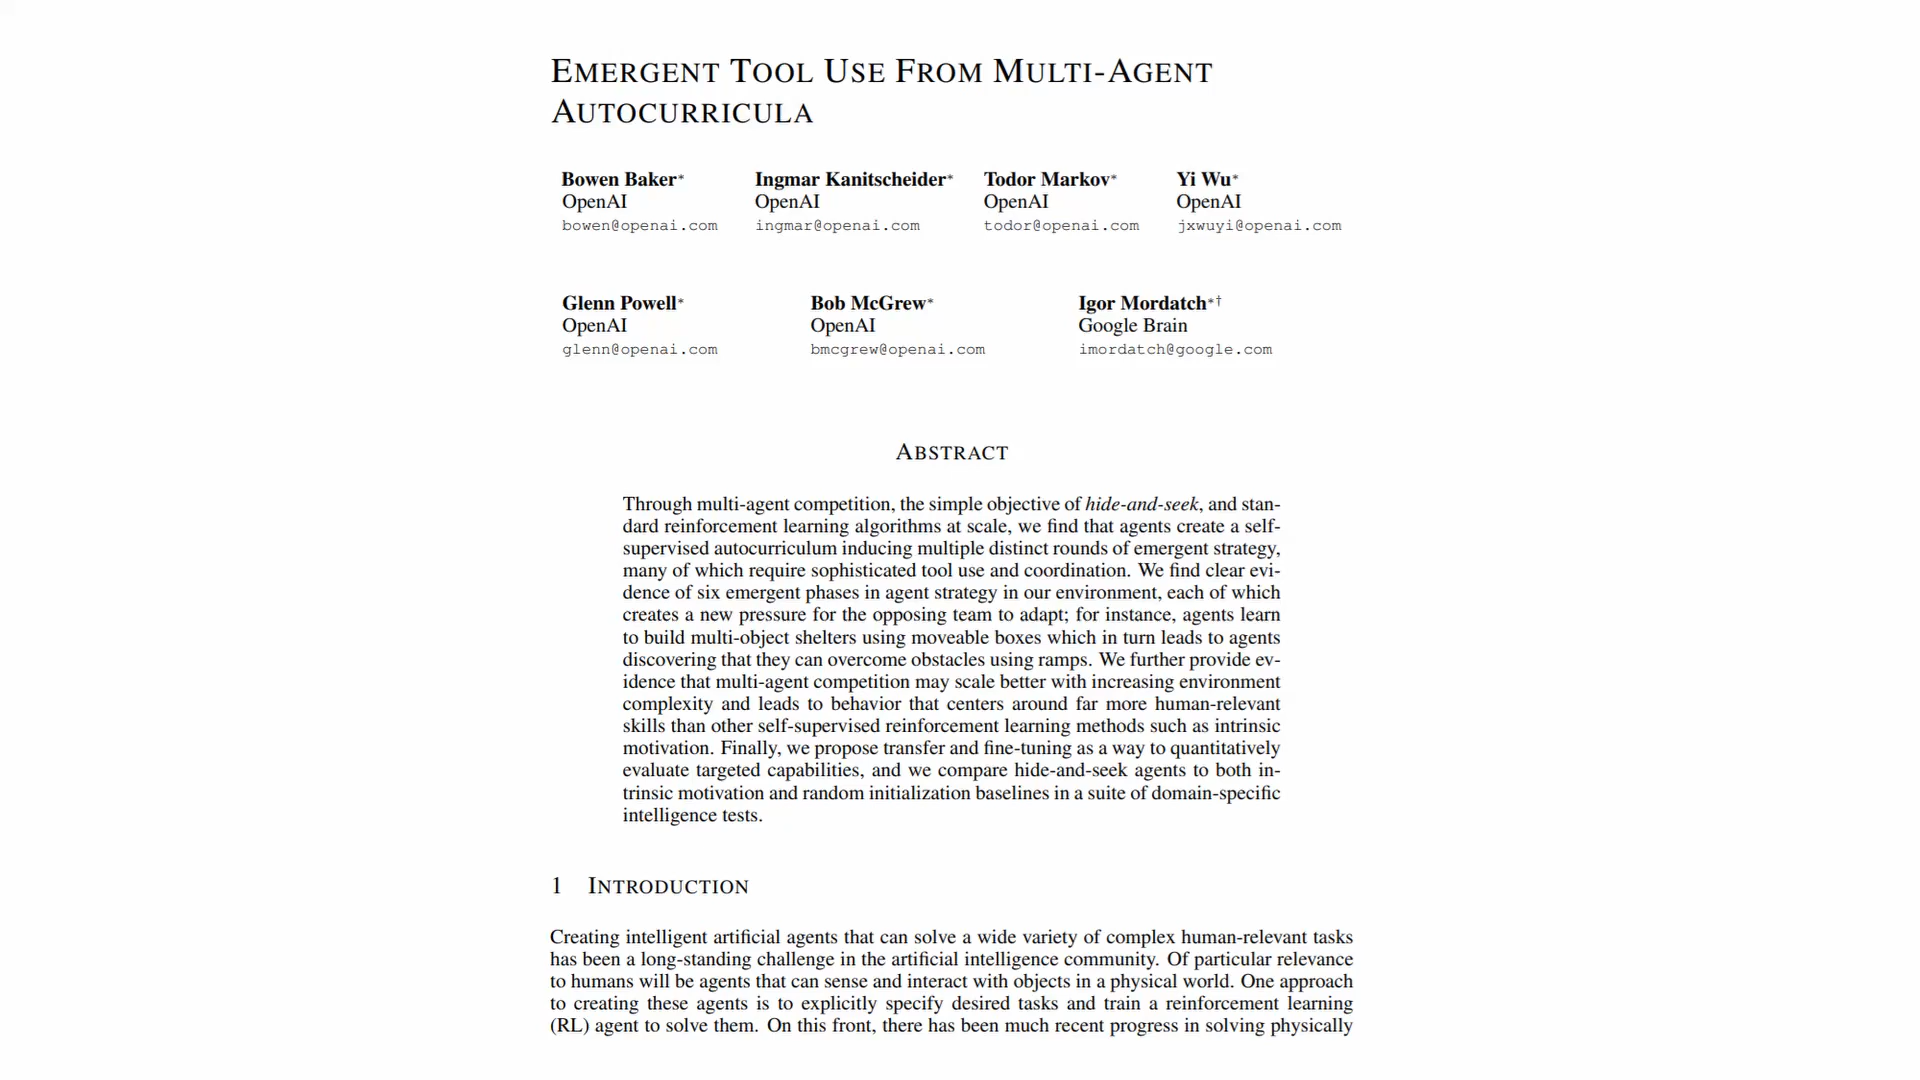 EMERGENT TOOL USE FROM MULTI-AGENT
AUTOCURRICULA
Bowen Baker* Ingmar Kanitscheider* Todor Markov* Yi Wu*
OpenAI OpenAI OpenAI OpenAI
bowen@openai.com ingmar@openai.com todor@openai.com jxwuyi@openai.com
Glenn Powell* Bob McGrew* Igor Mordatch*†
OpenAI OpenAI Google Brain
glenn@openai.com bmcgrew@openai.com imordatch@google.com
ABSTRACT
Through multi-agent competition, the simple objective of hide-and-seek, and stan-
dard reinforcement learning algorithms at scale, we find that agents create a self-
supervised autocurriculum inducing multiple distinct rounds of emergent strategy,
many of which require sophisticated tool use and coordination. We find clear evi-
dence of six emergent phases in agent strategy in our environment, each of which
creates a new pressure for the opposing team to adapt; for instance, agents learn
to build multi-object shelters using moveable boxes which in turn leads to agents
discovering that they can overcome obstacles using ramps. We further provide ev-
idence that multi-agent competition may scale better with increasing environment
complexity and leads to behavior that centers around far more human-relevant
skills than other self-supervised reinforcement learning methods such as intrinsic
motivation. Finally, we propose transfer and fine-tuning as a way to quantitatively
evaluate targeted capabilities, and we compare hide-and-seek agents to both in-
trinsic motivation and random initialization baselines in a suite of domain-specific
intelligence tests.
1 INTRODUCTION
Creating intelligent artificial agents that can solve a wide variety of complex human-relevant tasks
has been a long-standing challenge in the artificial intelligence community. Of particular relevance
to humans will be agents that can sense and interact with objects in a physical world. One approach
to creating these agents is to explicitly specify desired tasks and train a reinforcement learning
(RL) agent to solve them. On this front, there has been much recent progress in solving physically